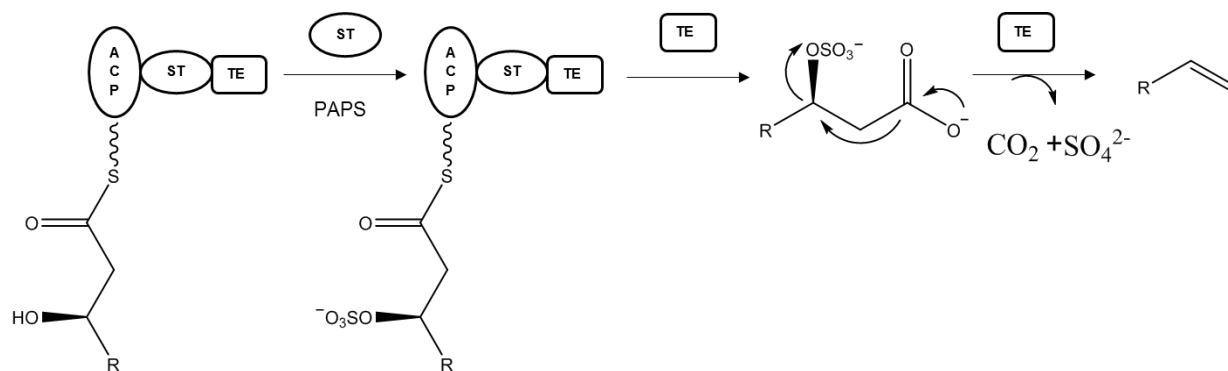 A
C
P
ST
TE
S
O
HO
R
ST
PAPS
A
C
P
ST
TE
S
O
⁻O₃SO
R
TE
OSO₃⁻
O
R
O⁻
TE
CO₂ +SO₄²⁻
R